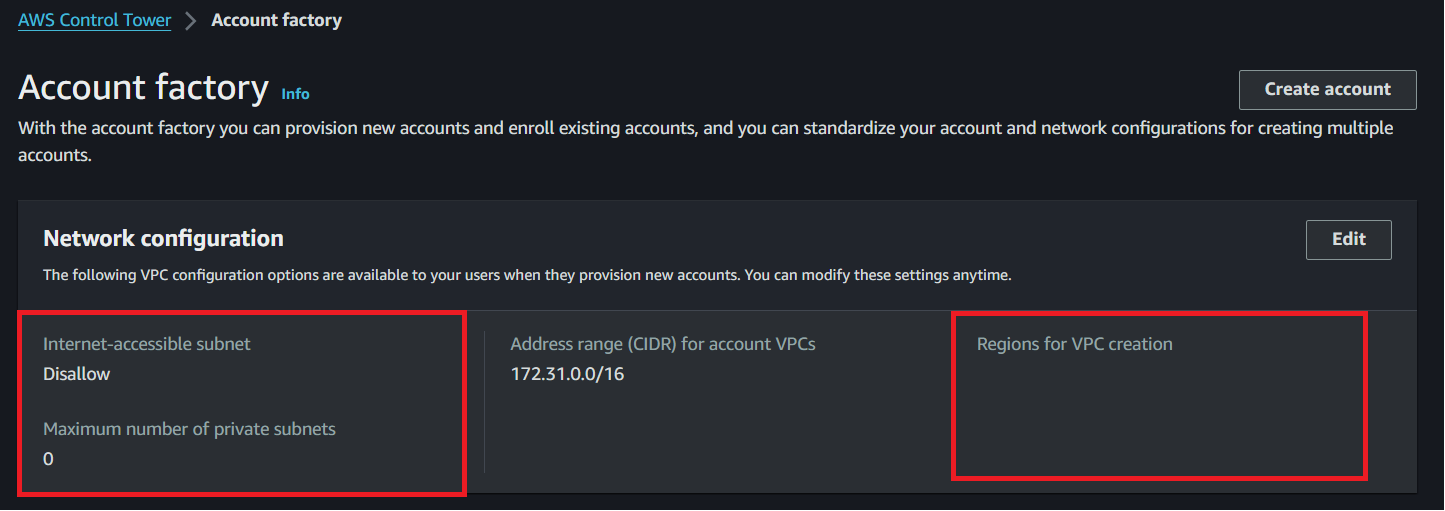 AWS Control Tower > Account factory
Account factory Info
Create account
With the account factory you can provision new accounts and enroll existing accounts, and you can standardize your account and network configurations for creating multiple
accounts.
Network configuration
Edit
The following VPC configuration options are available to your users when they provision new accounts. You can modify these settings anytime.
Internet-accessible subnet
Disallow
Maximum number of private subnets
0
Address range (CIDR) for account VPCs
172.31.0.0/16
Regions for VPC creation